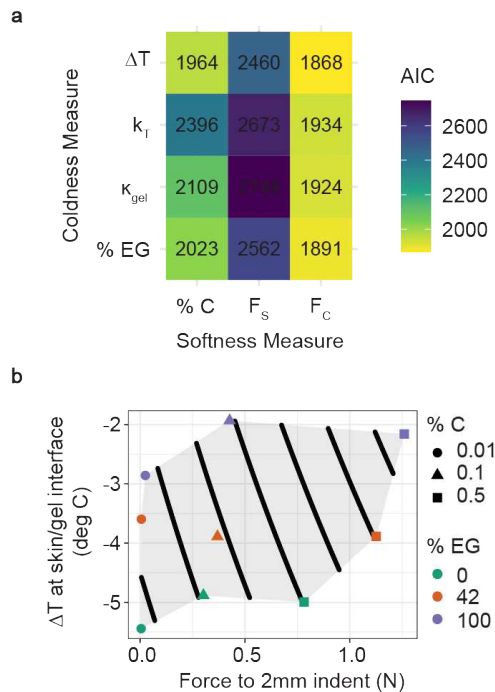 a
Coldness Measure
ΔT
1964 2460 1868
k_T
2396 2673 1934
κ_gel
2109 1924
% EG
2023 2562 1891
% C F_S F_C
Softness Measure
AIC
2600
2400
2200
2000
b
ΔT at skin/gel interface
(deg C)
-2
-3
-4
-5
0.0 0.5 1.0
Force to 2mm indent (N)
% C
0.01
0.1
0.5
% EG
0
42
100